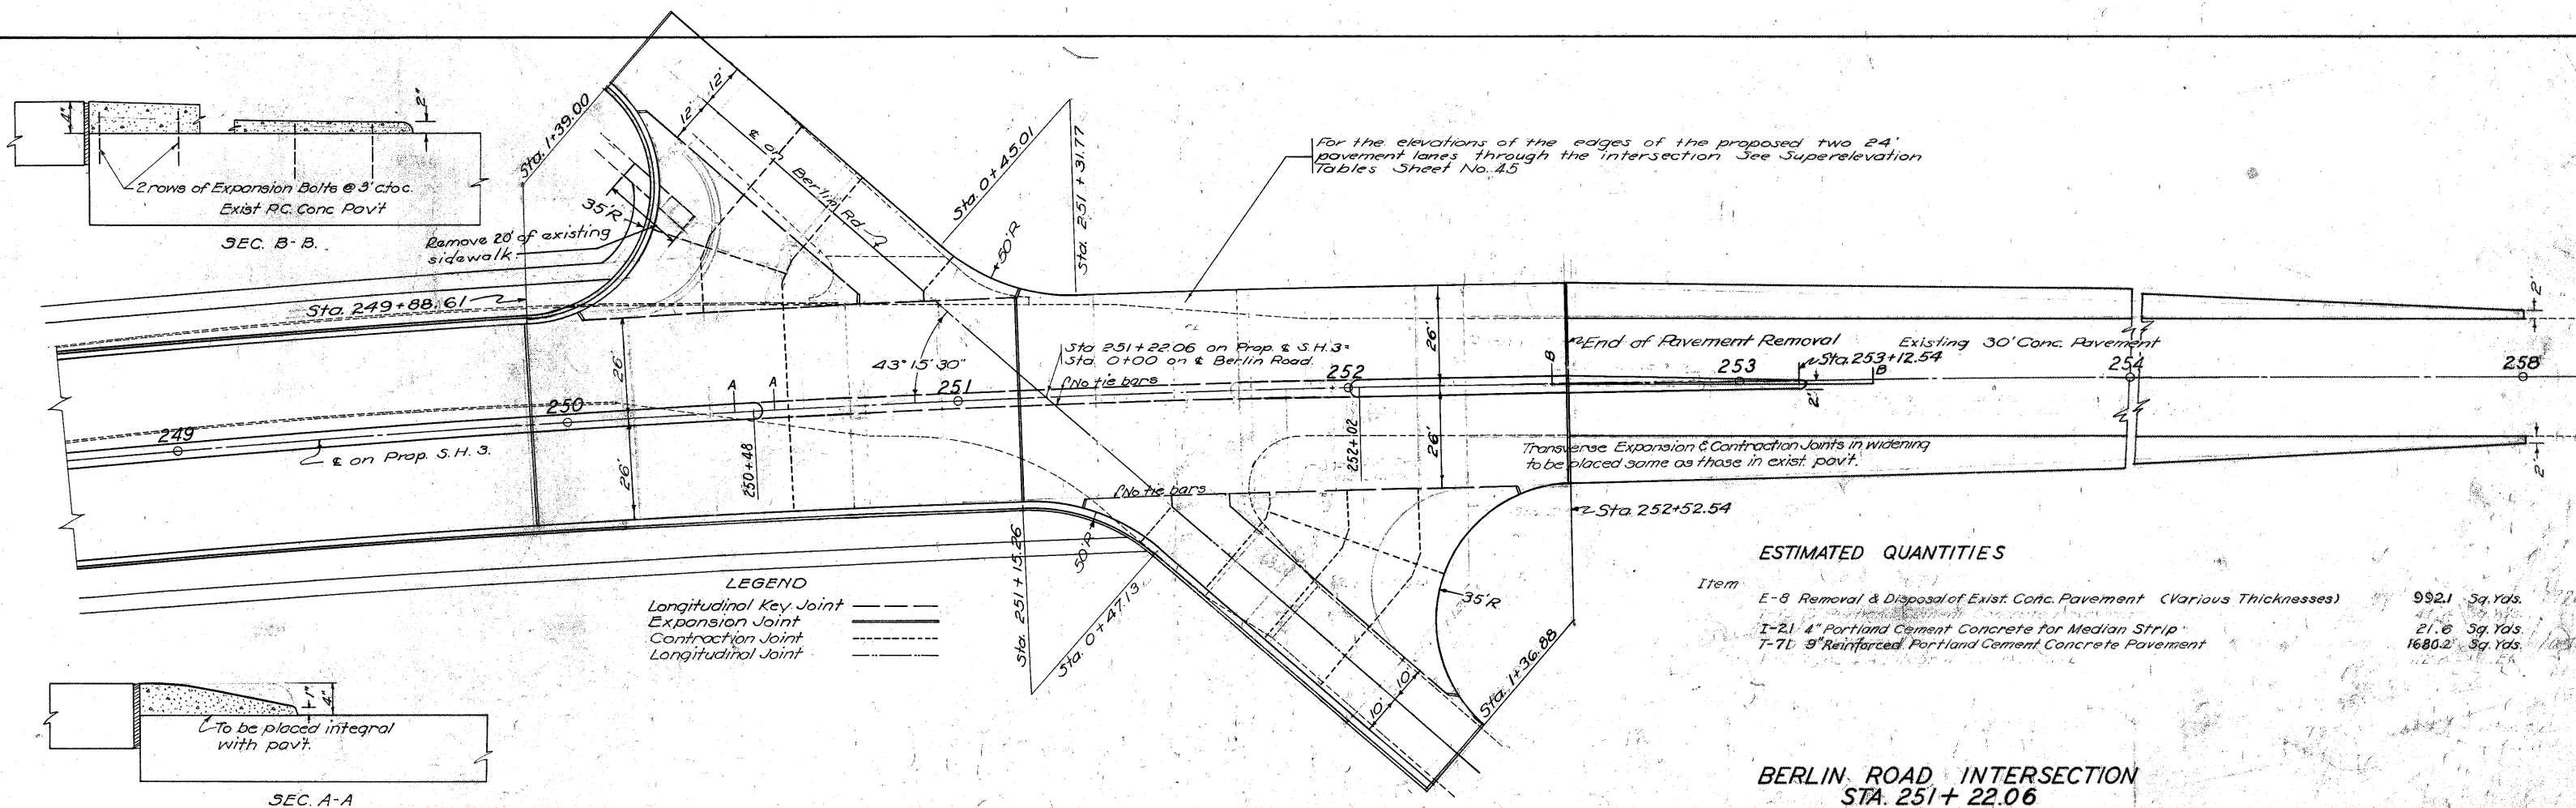 4"
2"
2 rows of Expansion Bolts @ 3' c to c.
Exist P.C. Conc Pav't
SEC. B-B.
Remove 20' of existing
sidewalk
Sta. 1+39.00
35'R
12'
12'
℄ on Berlin Rd.
Sta. 0+45.01
50'R
Sta. 251+31.77
For the elevations of the edges of the proposed two 24'
pavement lanes through the intersection See Superelevation
Tables Sheet No. 45
Sta. 249+88.61
26'
26'
43°15'30"
Sta 251+22.06 on Prop. ℄ S.H.3=
Sta. 0+00 on ℄ Berlin Road.
No tie bars
26'
26'
B
End of Pavement Removal
Existing 30' Conc. Pavement
Sta. 253+12.54
B
2'
2'
2'
249
250
A
A
251
252
253
254
258
℄ on Prop. S.H. 3.
250+48
252+02
Transverse Expansion & Contraction Joints in widening
to be placed same as those in exist. pav't.
No tie bars
Sta. 252+52.54
Sta. 251+15.26
50'R
Sta. 0+47.13
35'R
10'
10'
Sta. 1+36.88
LEGEND
Longitudinal Key Joint
Expansion Joint
Contraction Joint
Longitudinal Joint
ESTIMATED QUANTITIES
Item
E-8 Removal & Disposal of Exist. Conc. Pavement (Various Thicknesses) 992.1 Sq. Yds.
I-21 4" Portland Cement Concrete for Median Strip 21.6 Sq. Yds.
T-71 9" Reinforced Portland Cement Concrete Pavement 1680.2 Sq. Yds.
1"
4"
To be placed integral
with pav't.
SEC. A-A
BERLIN ROAD INTERSECTION
STA. 251+22.06